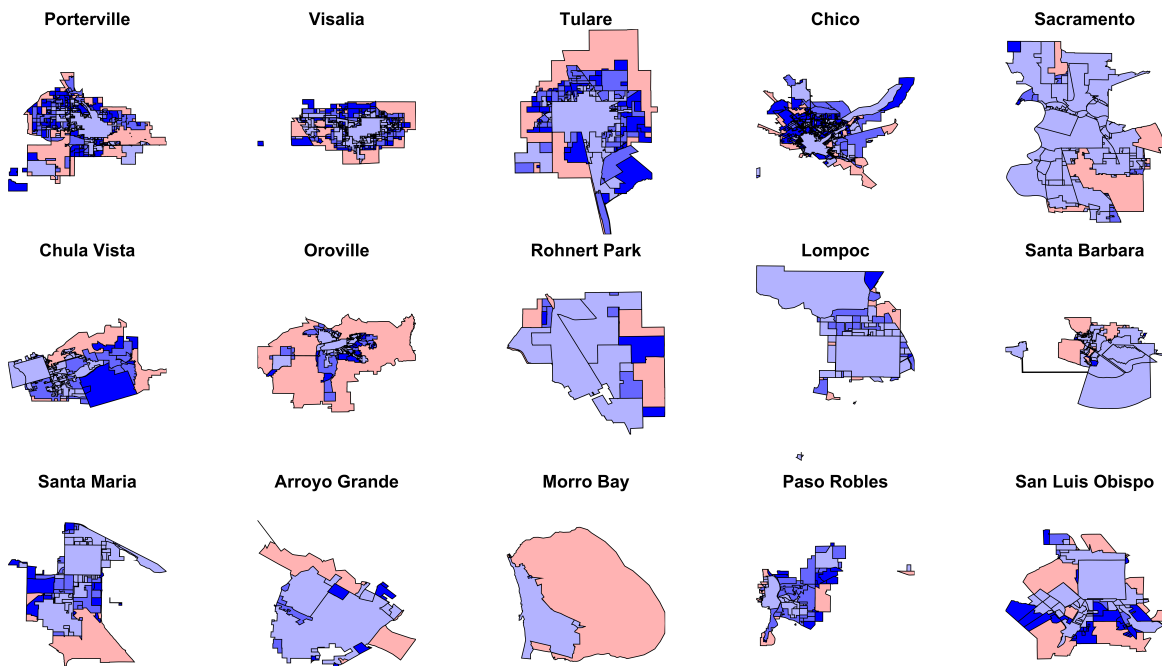 Porterville Visalia Tulare Chico Sacramento
Chula Vista Oroville Rohnert Park Lompoc Santa Barbara
Santa Maria Arroyo Grande Morro Bay Paso Robles San Luis Obispo